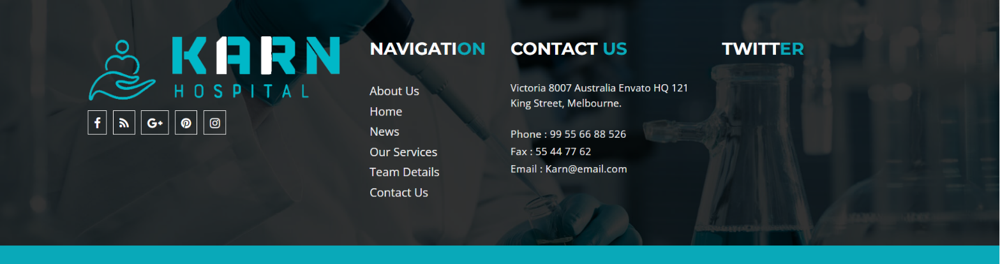 KARN
HOSPITAL
NAVIGATION
About Us
Home
News
Our Services
Team Details
Contact Us
CONTACT US
Victoria 8007 Australia Envato HQ 121
King Street, Melbourne.
Phone : 99 55 66 88 526
Fax : 55 44 77 62
Email : Karn@email.com
TWITTER